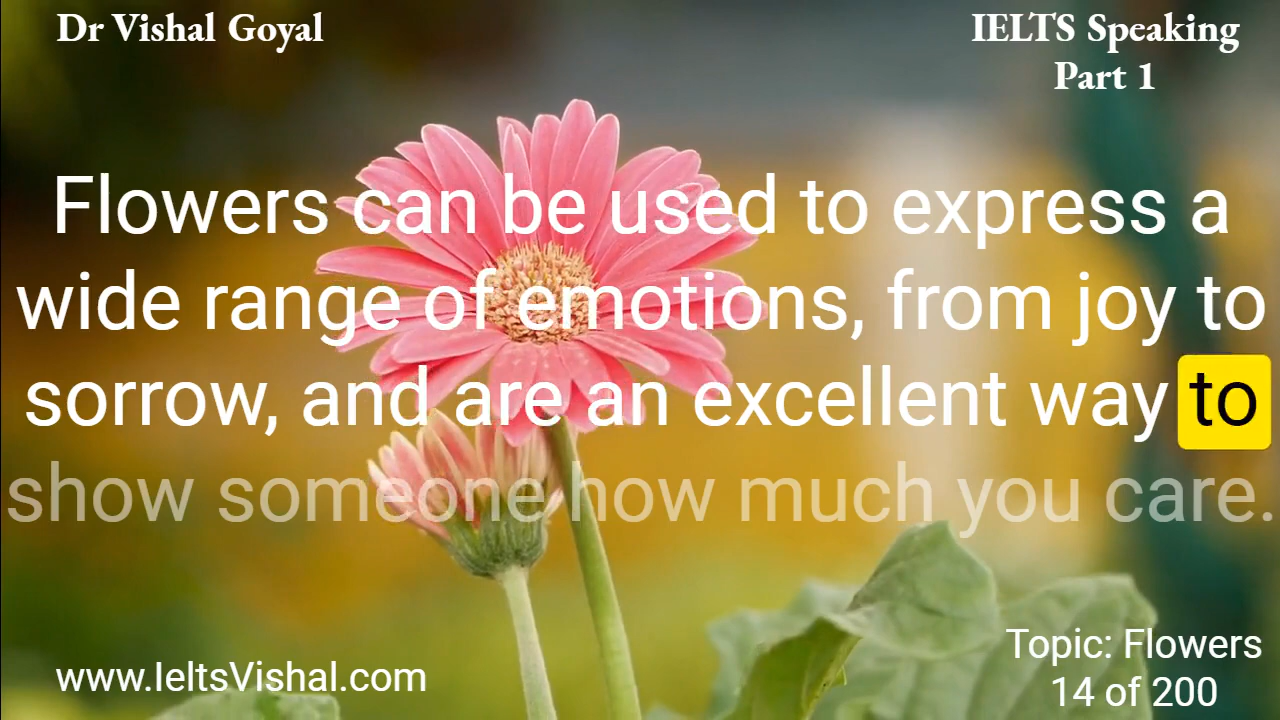 Dr Vishal Goyal
IELTS Speaking
Part 1
Flowers can be used to express a
wide range of emotions, from joy to
sorrow, and are an excellent way to
show someone how much you care.
www.IeltsVishal.com
Topic: Flowers
14 of 200